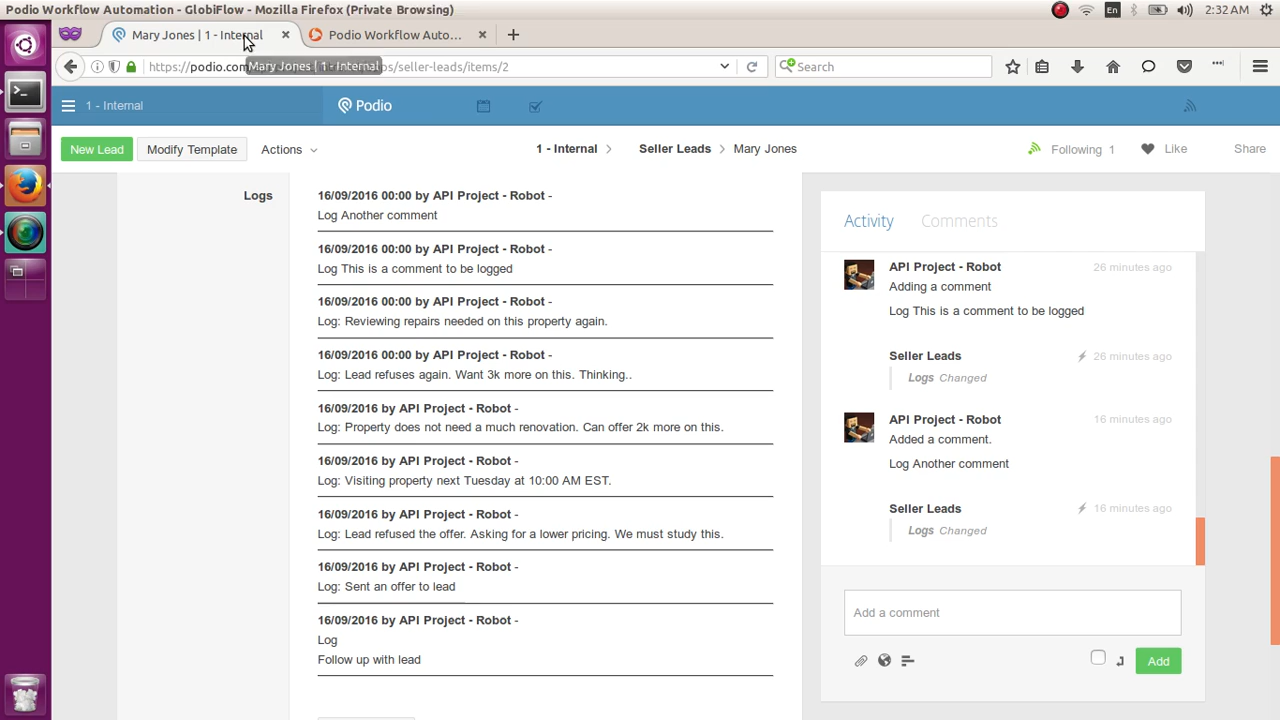 Podio Workflow Automation - GlobiFlow - Mozilla Firefox (Private Browsing)
En
2:32 AM
Mary Jones | 1 - Internal
Podio Workflow Auto...
https://podio.com
Mary Jones | 1 - Internal
/seller-leads/items/2
Search
1 - Internal
Podio
New Lead
Modify Template
Actions
1 - Internal
Seller Leads
Mary Jones
Following 1
Like
Share
Logs
16/09/2016 00:00 by API Project - Robot -
Log Another comment
16/09/2016 00:00 by API Project - Robot -
Log This is a comment to be logged
16/09/2016 00:00 by API Project - Robot -
Log: Reviewing repairs needed on this property again.
16/09/2016 00:00 by API Project - Robot -
Log: Lead refuses again. Want 3k more on this. Thinking..
16/09/2016 by API Project - Robot -
Log: Property does not need a much renovation. Can offer 2k more on this.
16/09/2016 by API Project - Robot -
Log: Visiting property next Tuesday at 10:00 AM EST.
16/09/2016 by API Project - Robot -
Log: Lead refused the offer. Asking for a lower pricing. We must study this.
16/09/2016 by API Project - Robot -
Log: Sent an offer to lead
16/09/2016 by API Project - Robot -
Log
Follow up with lead
Activity
Comments
API Project - Robot
26 minutes ago
Adding a comment
Log This is a comment to be logged
Seller Leads
26 minutes ago
Logs Changed
API Project - Robot
16 minutes ago
Added a comment.
Log Another comment
Seller Leads
16 minutes ago
Logs Changed
Add a comment
Add